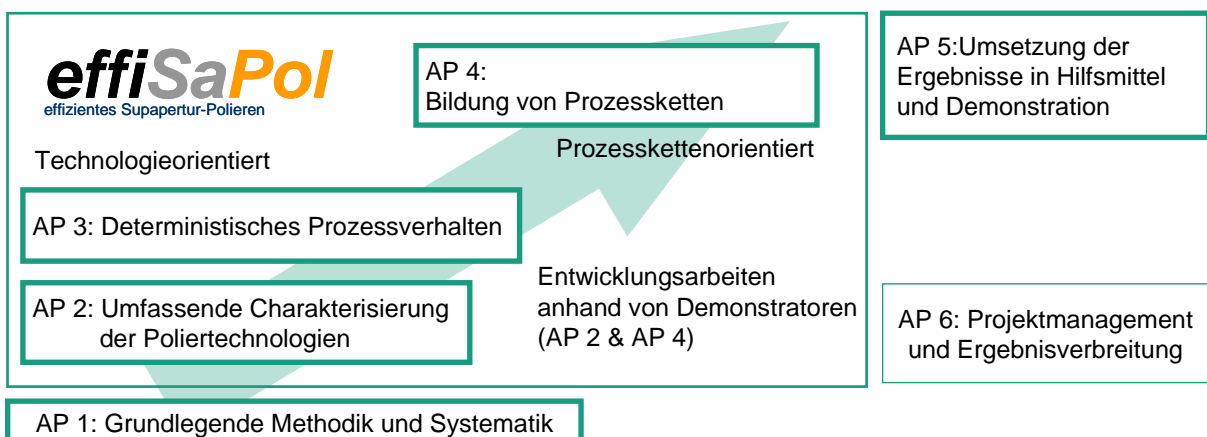 effiSaPol
effizientes Supapertur-Polieren
Technologieorientiert
AP 4:
Bildung von Prozessketten
Prozesskettenorientiert
AP 3: Deterministisches Prozessverhalten
AP 2: Umfassende Charakterisierung
der Poliertechnologien
Entwicklungsarbeiten
anhand von Demonstratoren
(AP 2 & AP 4)
AP 1: Grundlegende Methodik und Systematik
AP 5:Umsetzung der
Ergebnisse in Hilfsmittel
und Demonstration
AP 6: Projektmanagement
und Ergebnisverbreitung